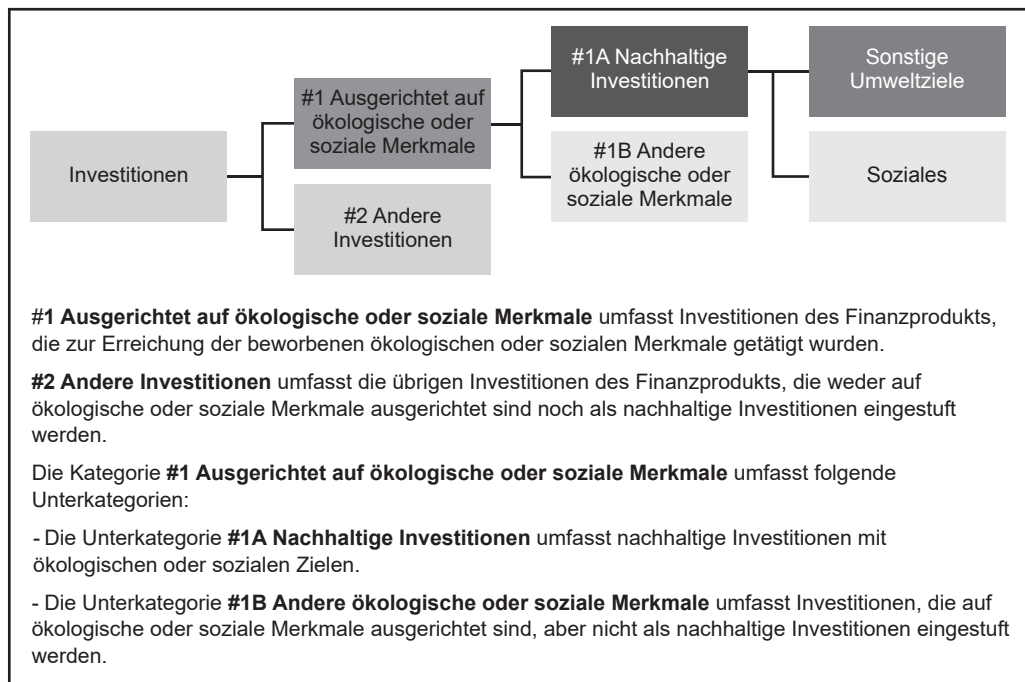 #1A Nachhaltige
Investitionen
Sonstige
Umweltziele
#1 Ausgerichtet auf
ökologische oder
soziale Merkmale
#1B Andere
ökologische oder
soziale Merkmale
Investitionen
Soziales
#2 Andere
Investitionen
#1 Ausgerichtet auf ökologische oder soziale Merkmale umfasst Investitionen des Finanzprodukts,
die zur Erreichung der beworbenen ökologischen oder sozialen Merkmale getätigt wurden.
#2 Andere Investitionen umfasst die übrigen Investitionen des Finanzprodukts, die weder auf
ökologische oder soziale Merkmale ausgerichtet sind noch als nachhaltige Investitionen eingestuft
werden.
Die Kategorie #1 Ausgerichtet auf ökologische oder soziale Merkmale umfasst folgende
Unterkategorien:
- Die Unterkategorie #1A Nachhaltige Investitionen umfasst nachhaltige Investitionen mit
ökologischen oder sozialen Zielen.
- Die Unterkategorie #1B Andere ökologische oder soziale Merkmale umfasst Investitionen, die auf
ökologische oder soziale Merkmale ausgerichtet sind, aber nicht als nachhaltige Investitionen eingestuft
werden.